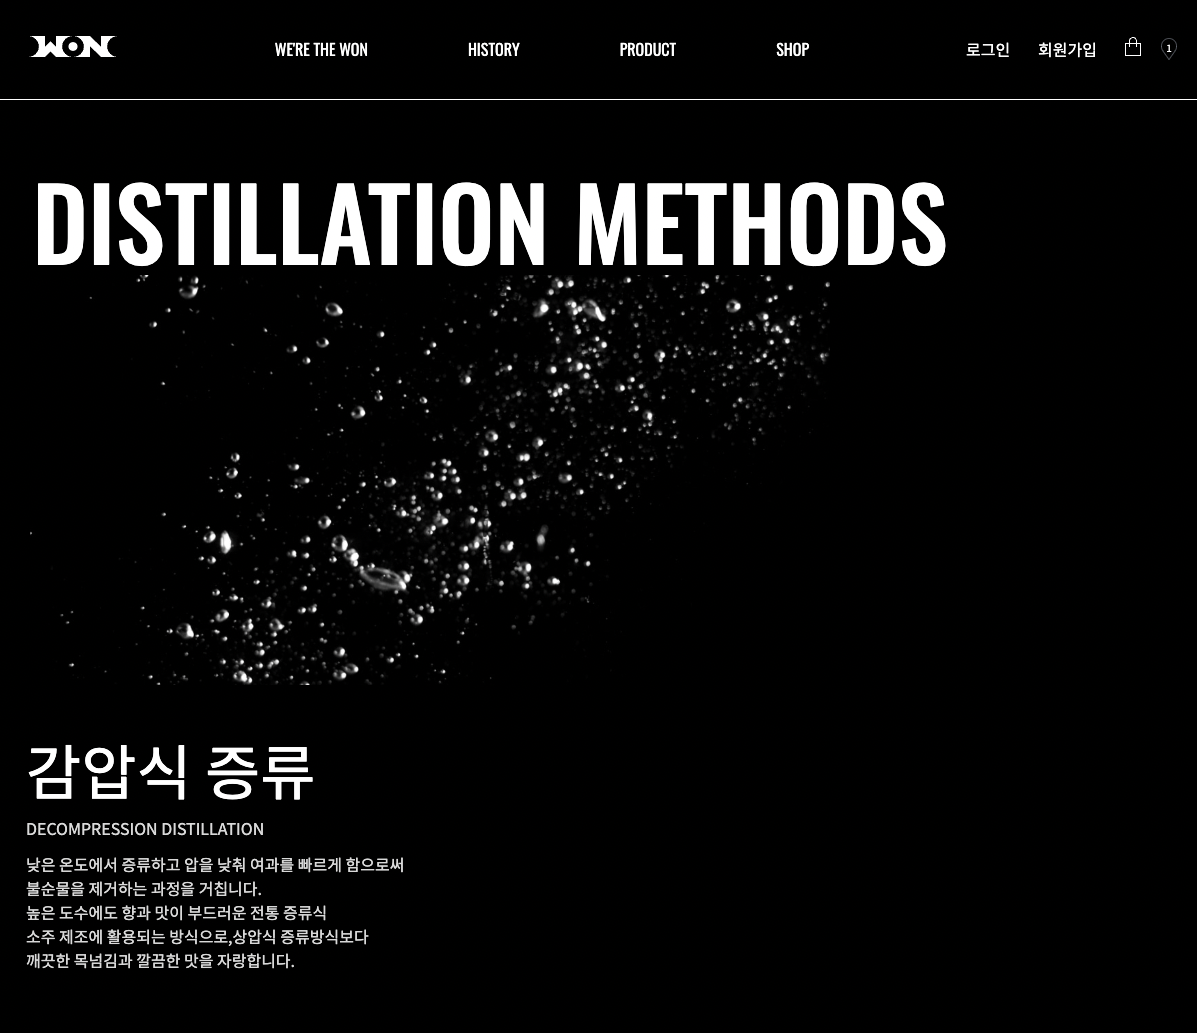 WON
WE'RE THE WON
HISTORY
PRODUCT
SHOP
로그인
회원가입
1
DISTILLATION METHODS
감압식 증류
DECOMPRESSION DISTILLATION
낮은 온도에서 증류하고 압을 낮춰 여과를 빠르게 함으로써
불순물을 제거하는 과정을 거칩니다.
높은 도수에도 향과 맛이 부드러운 전통 증류식
소주 제조에 활용되는 방식으로,상압식 증류방식보다
깨끗한 목넘김과 깔끔한 맛을 자랑합니다.